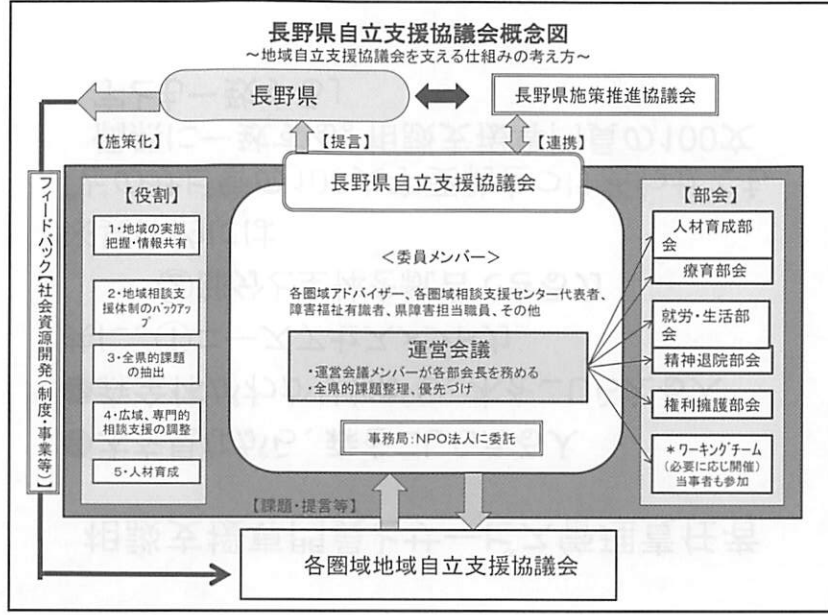 長野県自立支援協議会概念図
～地域自立支援協議会を支える仕組みの考え方～
長野県
長野県施策推進協議会
【施策化】
【提言】
【連携】
長野県自立支援協議会
フィードバック【社会資源開発(制度・事業等)】
【役割】
1・地域の実態
把握・情報共有
2・地域相談支
援体制のバックアッ
プ
3・全県的課題
の抽出
4・広域、専門的
相談支援の調整
5・人材育成
＜委員メンバー＞
各圏域アドバイザー、各圏域相談支援センター代表者、
障害福祉有識者、県障害担当職員、その他
運営会議
・運営会議メンバーが各部会長を務める
・全県的課題整理、優先づけ
事務局：NPO法人に委託
【部会】
人材育成部
会
療育部会
就労・生活部
会
精神退院部会
権利擁護部会
＊ワーキングチーム
(必要に応じ開催)
当事者も参加
【課題・提言等】
各圏域地域自立支援協議会